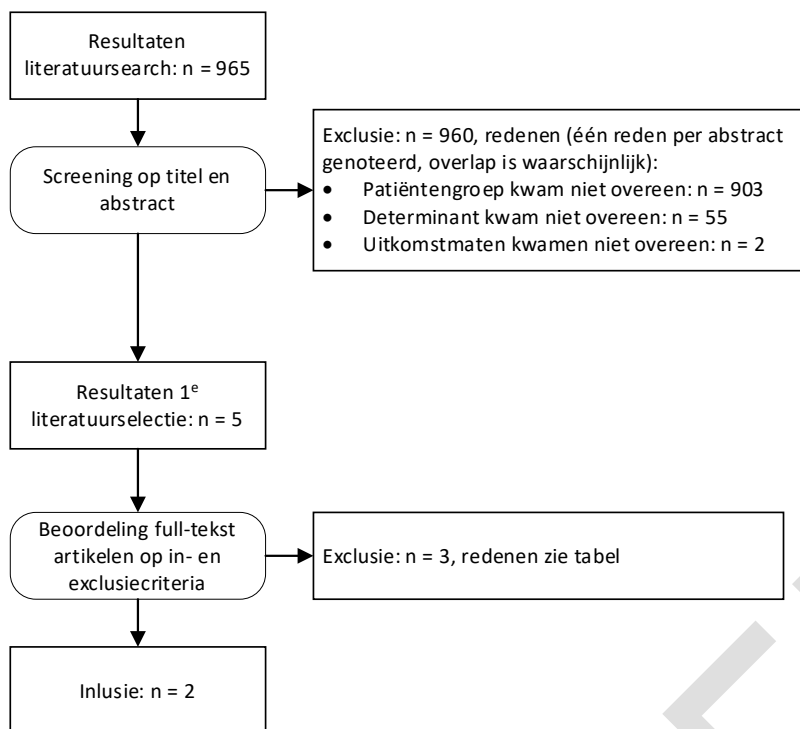 Resultaten
literatuursearch: n = 965
Screening op titel en
abstract
Exclusie: n = 960, redenen (één reden per abstract
genoteerd, overlap is waarschijnlijk):
• Patiëntengroep kwam niet overeen: n = 903
• Determinant kwam niet overeen: n = 55
• Uitkomstmaten kwamen niet overeen: n = 2
Resultaten 1e
literatuurselectie: n = 5
Beoordeling full-tekst
artikelen op in- en
exclusiecriteria
Exclusie: n = 3, redenen zie tabel
Inlusie: n = 2